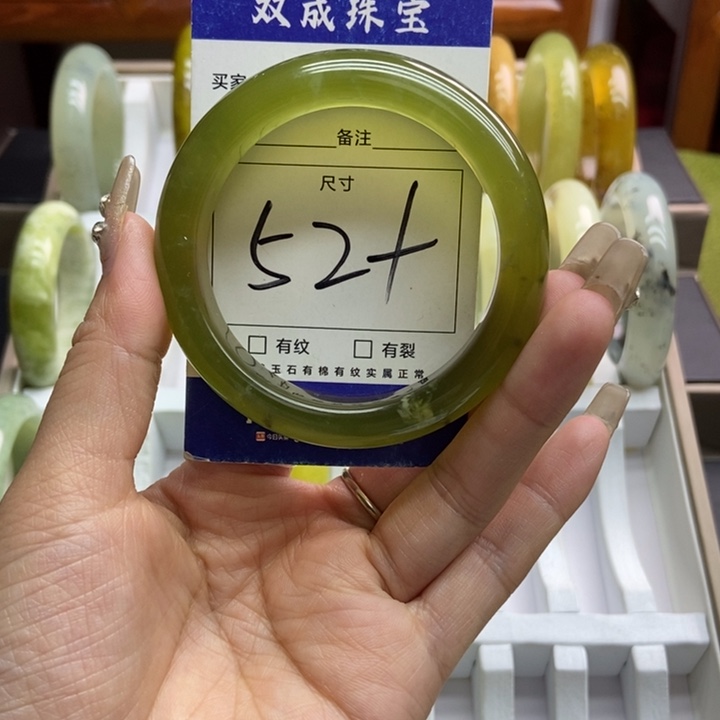 双成珠宝
买家
备注
尺寸
52+
有纹 有裂
玉石有棉有纹实属正常